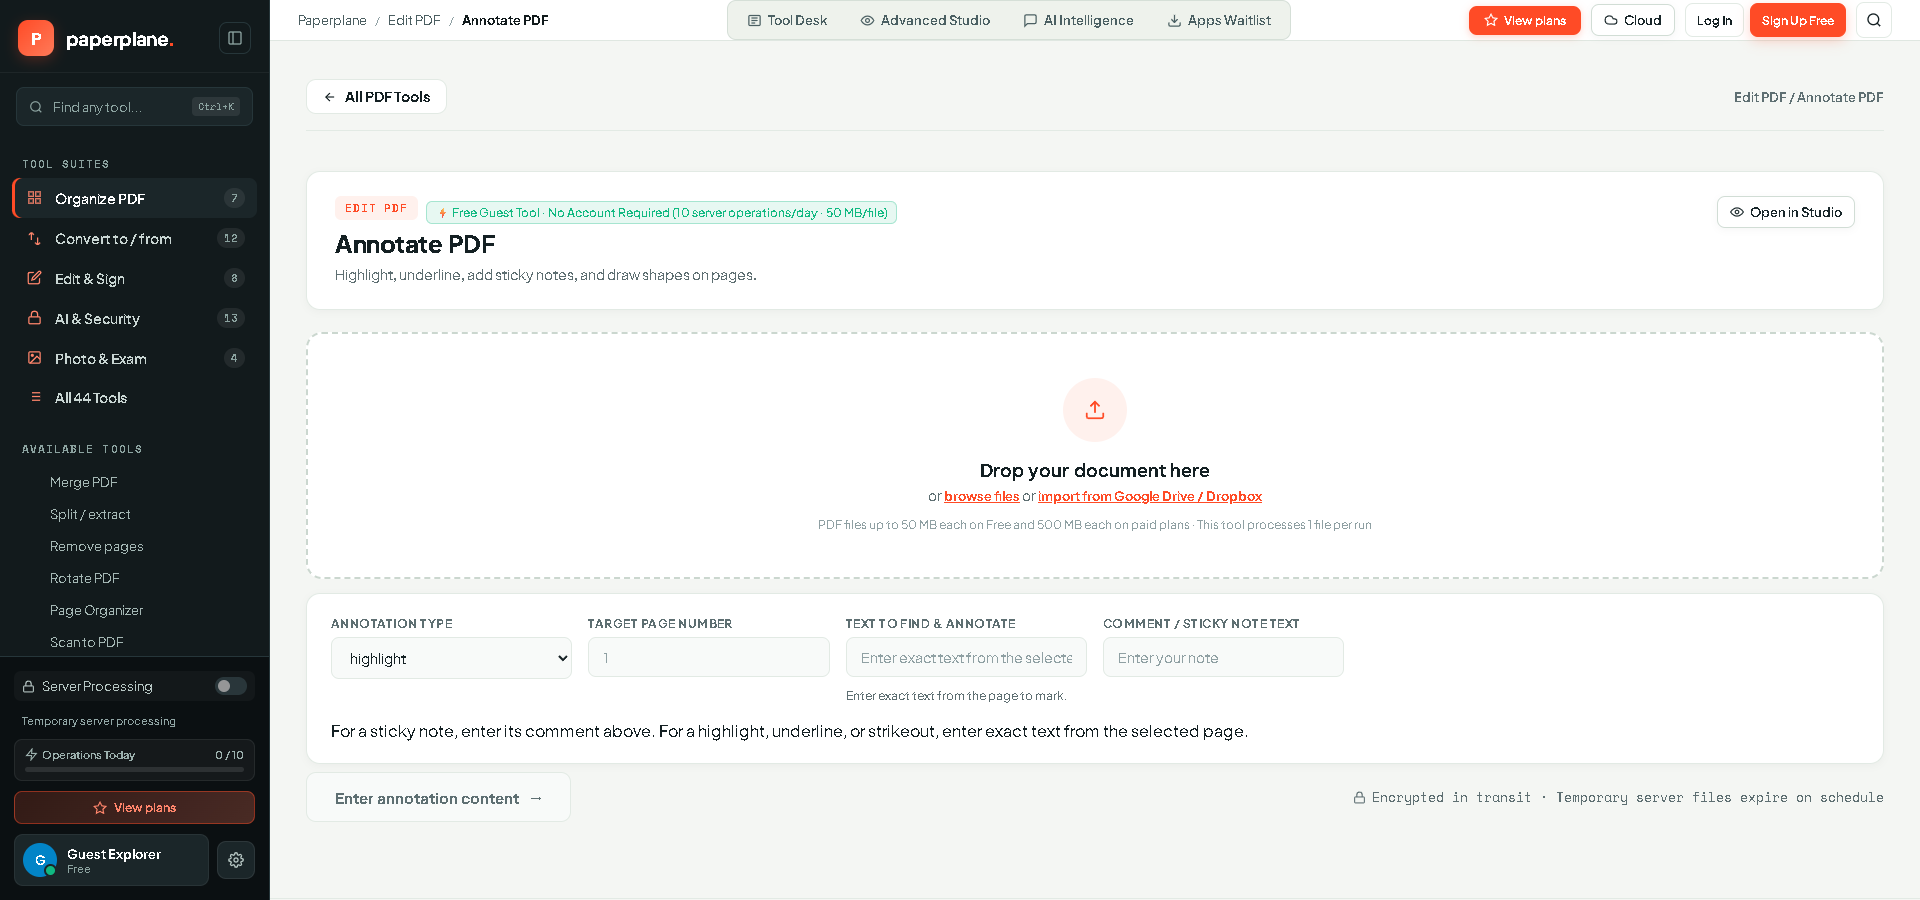 P paperplane.
Find any tool... Ctrl+K
TOOL SUITES
Organize PDF 7
Convert to / from 12
Edit & Sign 8
AI & Security 13
Photo & Exam 4
All 44 Tools
AVAILABLE TOOLS
Merge PDF
Split / extract
Remove pages
Rotate PDF
Page Organizer
Scan to PDF
Server Processing
Temporary server processing
Operations Today 0 / 10
View plans
G Guest Explorer
Free
Paperplane / Edit PDF / Annotate PDF
Tool Desk Advanced Studio AI Intelligence Apps Waitlist
View plans Cloud Log In Sign Up Free
← All PDF Tools
Edit PDF / Annotate PDF
EDIT PDF Free Guest Tool · No Account Required (10 server operations/day · 50 MB/file)
Open in Studio
Annotate PDF
Highlight, underline, add sticky notes, and draw shapes on pages.
Drop your document here
or browse files or import from Google Drive / Dropbox
PDF files up to 50 MB each on Free and 500 MB each on paid plans · This tool processes 1 file per run
ANNOTATION TYPE TARGET PAGE NUMBER TEXT TO FIND & ANNOTATE COMMENT / STICKY NOTE TEXT
highlight 1 Enter exact text from the selecte Enter your note
Enter exact text from the page to mark.
For a sticky note, enter its comment above. For a highlight, underline, or strikeout, enter exact text from the selected page.
Enter annotation content →
Encrypted in transit · Temporary server files expire on schedule